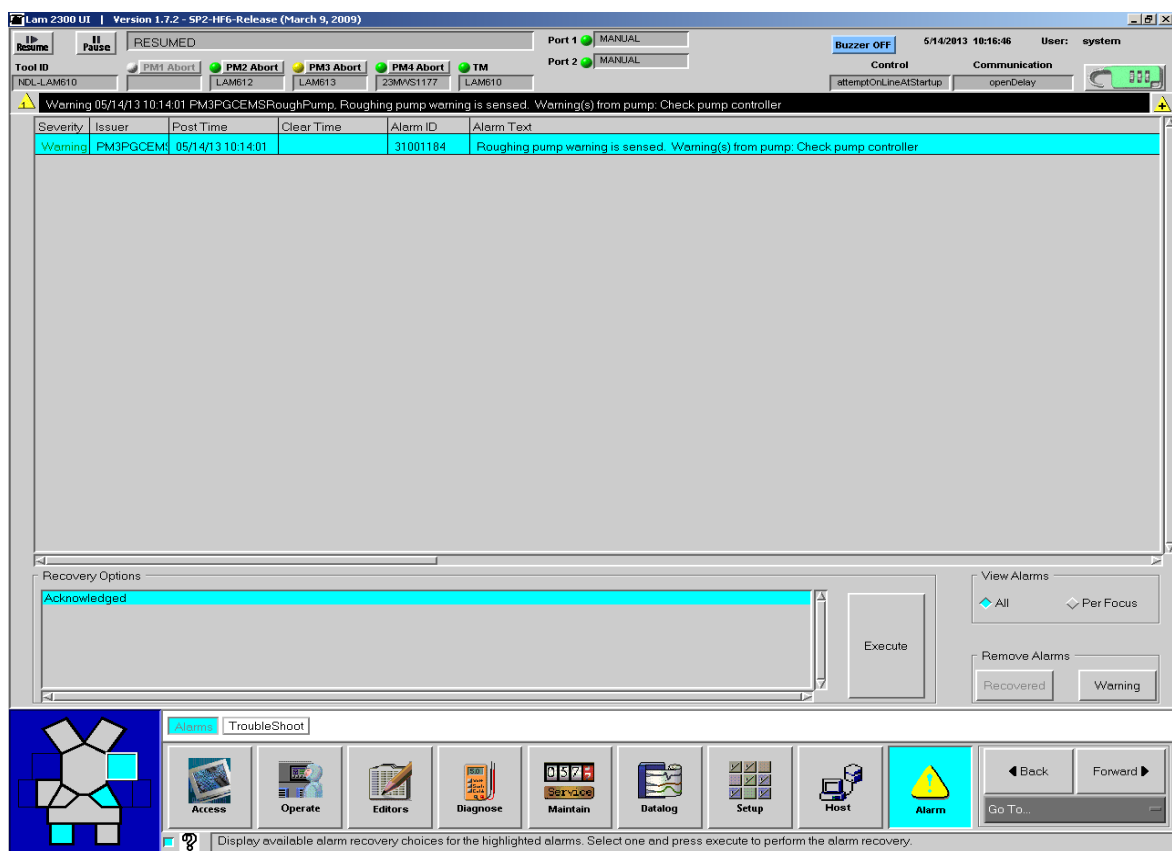 Lam 2300 UI | Version 1.7.2 - SP2-HF6-Release (March 9, 2009)
Resume Pause RESUMED Port 1 MANUAL Buzzer OFF 5/14/2013 10:16:46 User: system
Port 2 MANUAL
Tool ID PM1 Abort PM2 Abort PM3 Abort PM4 Abort TM Control Communication
NDL-LAM610 LAM612 LAM613 23MWS1177 LAM610 attemptOnLineAtStartup openDelay
Warning 05/14/13 10:14:01 PM3PGCEMSRoughPump, Roughing pump warning is sensed. Warning(s) from pump: Check pump controller
Severity Issuer Post Time Clear Time Alarm ID Alarm Text
Warning PM3PGCEMS 05/14/13 10:14:01 31001184 Roughing pump warning is sensed. Warning(s) from pump: Check pump controller
Recovery Options
Acknowledged
Execute
View Alarms
All Per Focus
Remove Alarms
Recovered Warning
Alarms TroubleShoot
Service
Access Operate Editors Diagnose Maintain Datalog Setup Host Alarm
Back Forward
Go To...
Display available alarm recovery choices for the highlighted alarms. Select one and press execute to perform the alarm recovery.